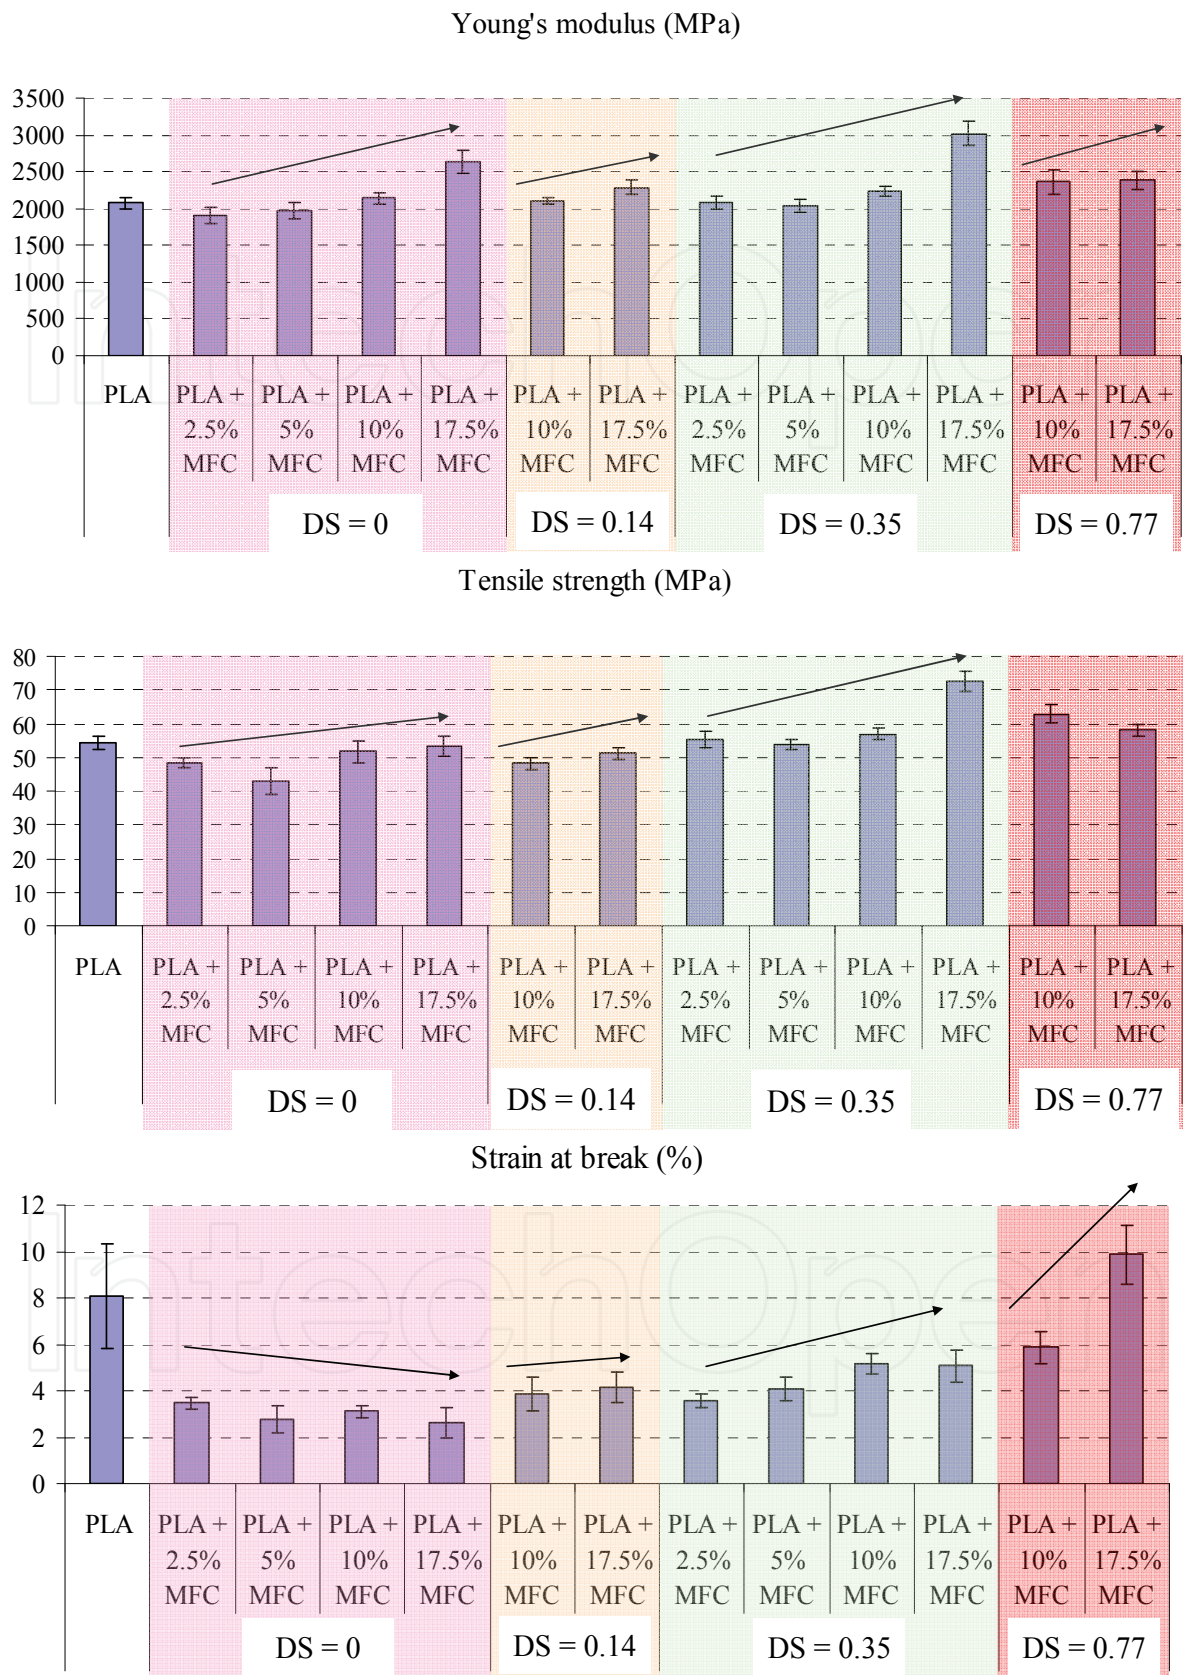 Young's modulus (MPa)
3500
3000
2500
2000
1500
1000
500
0
PLA
PLA +
2.5%
MFC
PLA +
5%
MFC
PLA +
10%
MFC
PLA +
17.5%
MFC
PLA +
10%
MFC
PLA +
17.5%
MFC
PLA +
2.5%
MFC
PLA +
5%
MFC
PLA +
10%
MFC
PLA +
17.5%
MFC
PLA +
10%
MFC
PLA +
17.5%
MFC
DS = 0
DS = 0.14
DS = 0.35
DS = 0.77
IntechOpen
Tensile strength (MPa)
80
70
60
50
40
30
20
10
0
PLA
PLA +
2.5%
MFC
PLA +
5%
MFC
PLA +
10%
MFC
PLA +
17.5%
MFC
PLA +
10%
MFC
PLA +
17.5%
MFC
PLA +
2.5%
MFC
PLA +
5%
MFC
PLA +
10%
MFC
PLA +
17.5%
MFC
PLA +
10%
MFC
PLA +
17.5%
MFC
DS = 0
DS = 0.14
DS = 0.35
DS = 0.77
Strain at break (%)
12
10
8
6
4
2
0
PLA
PLA +
2.5%
MFC
PLA +
5%
MFC
PLA +
10%
MFC
PLA +
17.5%
MFC
PLA +
10%
MFC
PLA +
17.5%
MFC
PLA +
2.5%
MFC
PLA +
5%
MFC
PLA +
10%
MFC
PLA +
17.5%
MFC
PLA +
10%
MFC
PLA +
17.5%
MFC
DS = 0
DS = 0.14
DS = 0.35
DS = 0.77
IntechOpen